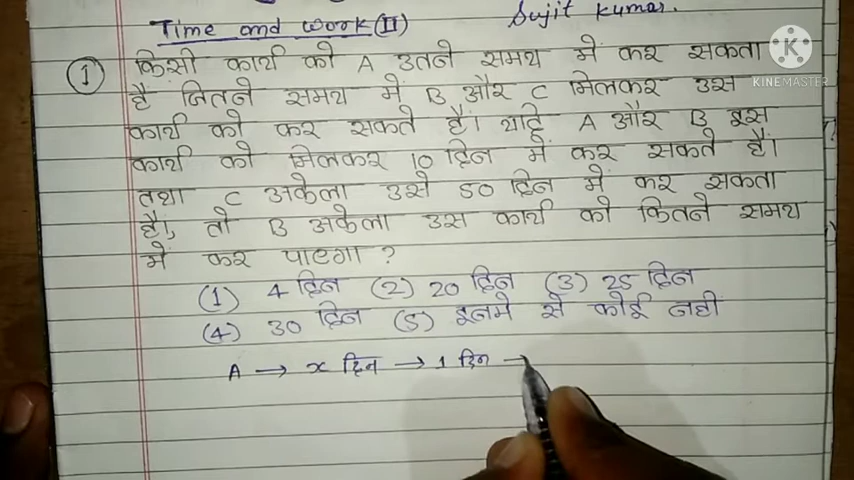 Time and work (II) Sujit Kumar.
① किसी कार्य को A उतने समय में कर सकता
है जितने समय में B और C मिलकर उस
कार्य को कर सकते हैं। यदि A और B इस
कार्य को मिलकर 10 दिन में कर सकते हैं।
तथा C अकेला उसे 50 दिन में कर सकता
है, तो B अकेला उस कार्य को कितने समय
में कर पाएगा ?
(1) 4 दिन (2) 20 दिन (3) 25 दिन
(4) 30 दिन (5) इनमे से कोई नही
A → x दिन → 1 दिन →
KINEMASTER